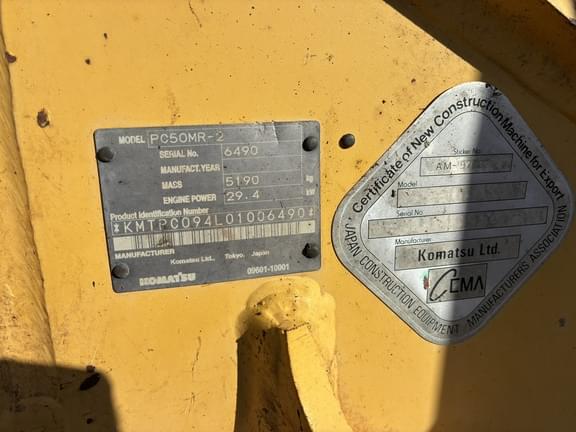 MODEL PC50MR-2
SERIAL No. 6490
MANUFACT. YEAR
MASS 5190 kg
ENGINE POWER 29.4 kW
Product Identification Number
*KMTPC094L01006490*
MANUFACTURER
Komatsu Ltd. Tokyo, Japan
KOMATSU 09601-10001
Certificate of New Construction Machine for Export
Sticker No.
Model
Serial No.
Manufacturer
Komatsu Ltd.
CEMA
JAPAN CONSTRUCTION EQUIPMENT MANUFACTURERS ASSOCIATION